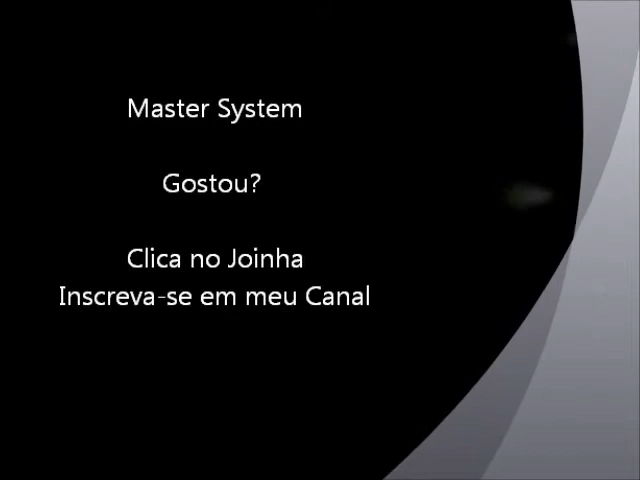 Master System
Gostou?
Clica no Joinha
Inscreva-se em meu Canal